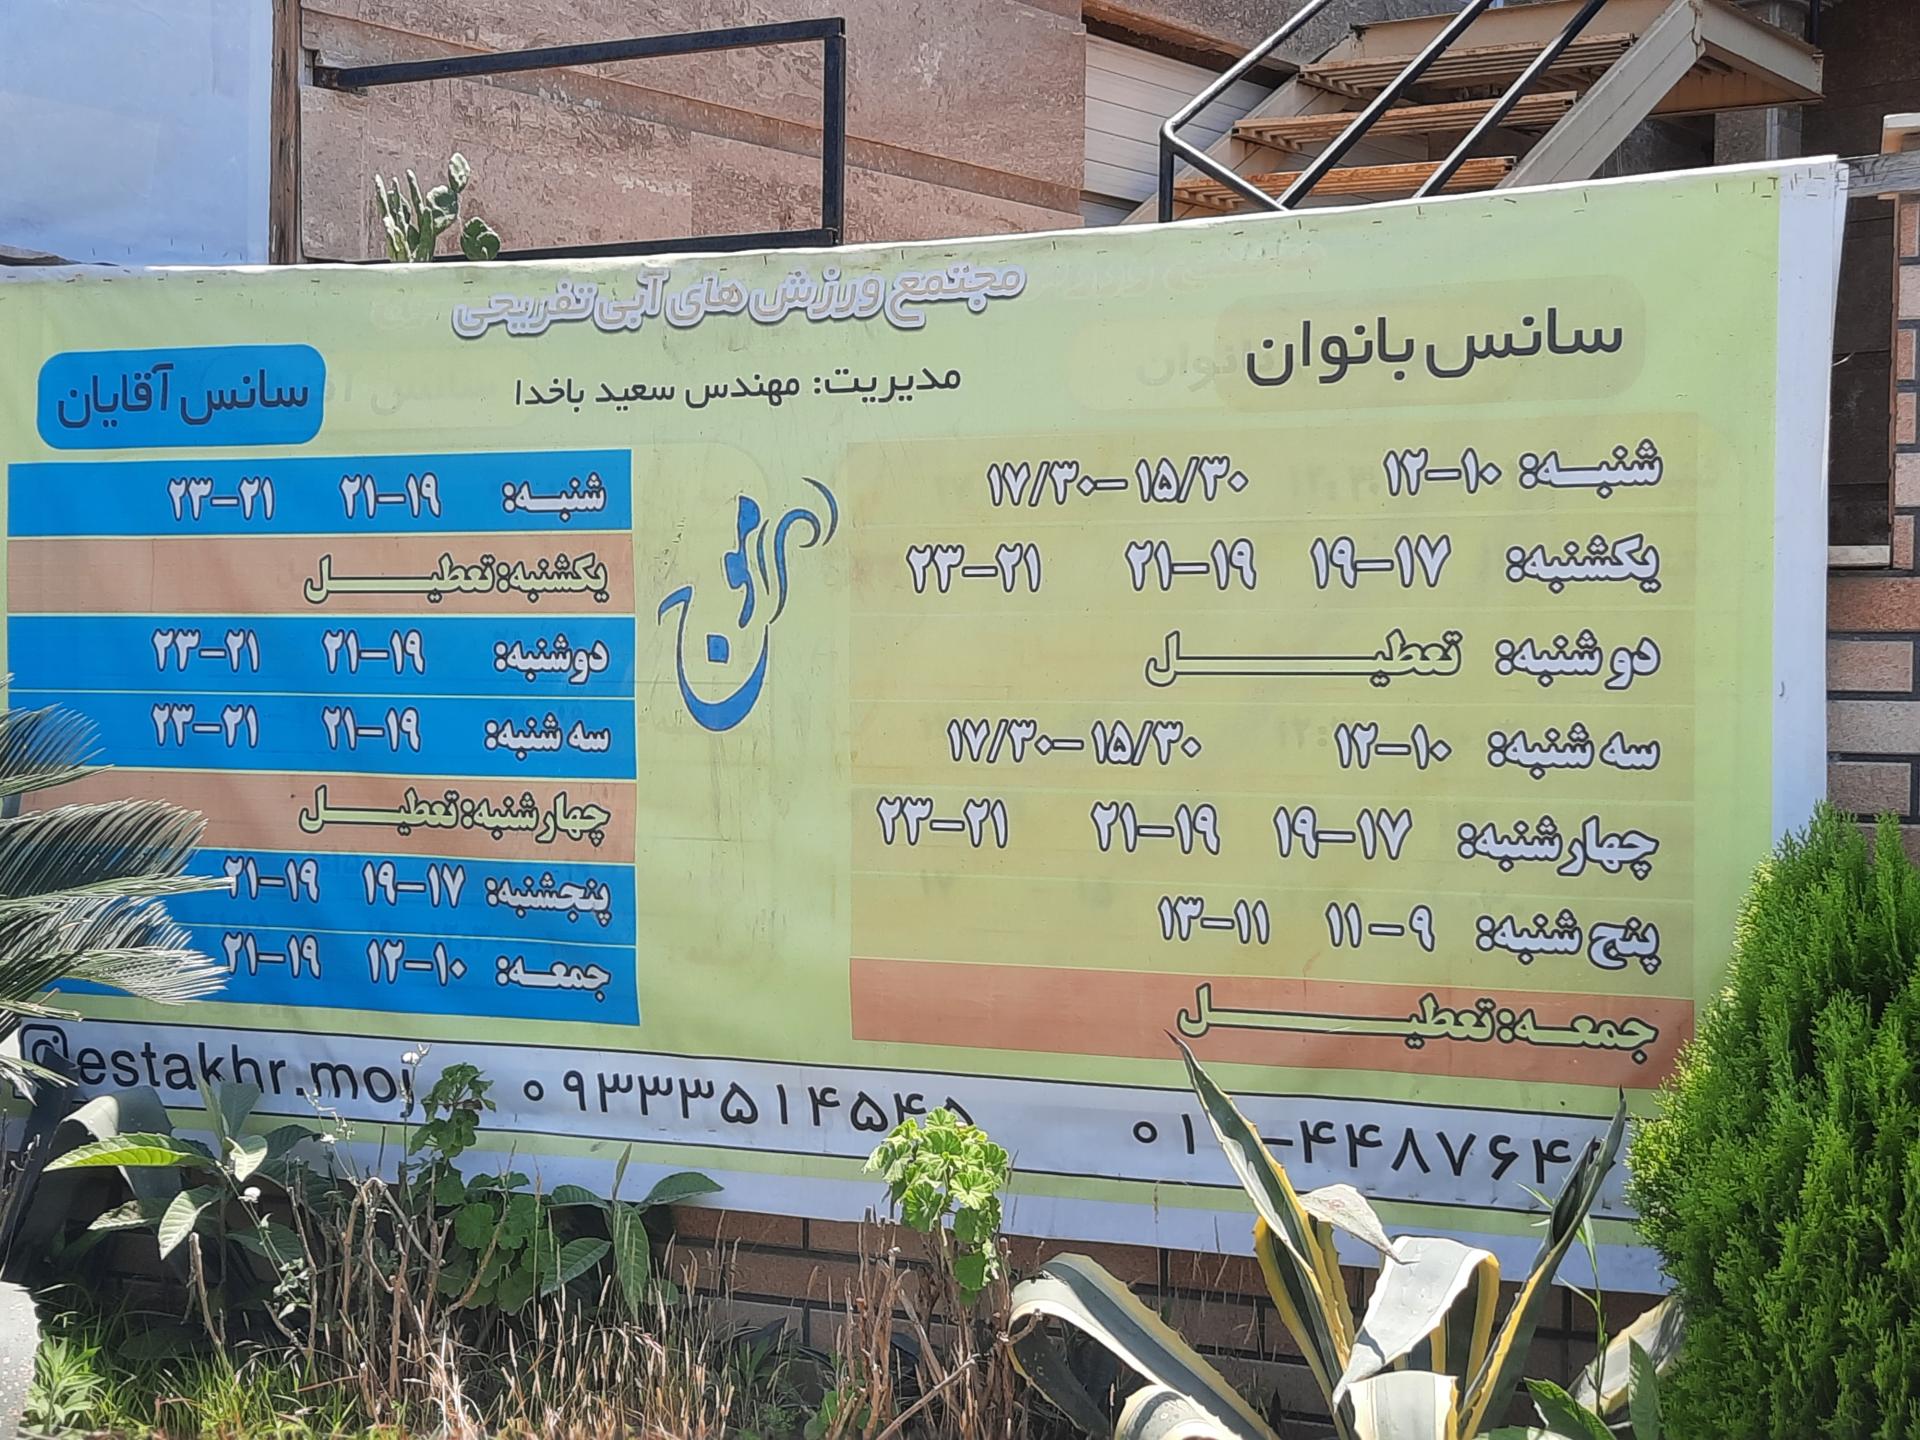 مجتمع ورزش های آبی تفریحی
مدیریت: مهندس سعید باخدا
موج
سانس بانوان
شنبه: ۱۰-۱۲ ۱۵/۳۰-۱۷/۳۰
یکشنبه: ۱۷-۱۹ ۱۹-۲۱ ۲۱-۲۳
دو شنبه: تعطیل
سه شنبه: ۱۰-۱۲ ۱۵/۳۰-۱۷/۳۰
چهارشنبه: ۱۷-۱۹ ۱۹-۲۱ ۲۱-۲۳
پنج شنبه: ۹-۱۱ ۱۱-۱۳
جمعه: تعطیل
سانس آقایان
شنبه: ۱۹-۲۱ ۲۱-۲۳
یکشنبه: تعطیل
دوشنبه: ۱۹-۲۱ ۲۱-۲۳
سه شنبه: ۱۹-۲۱ ۲۱-۲۳
چهارشنبه: تعطیل
پنجشنبه: ۱۷-۱۹ ۱۹-۲۱
جمعه: ۱۰-۱۲ ۱۹-۲۱
estakhr.moj